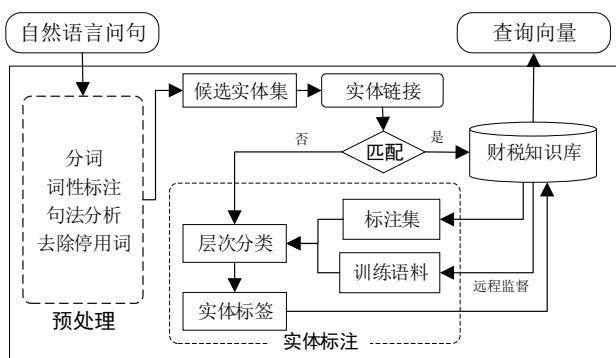 自然语言问句
查询向量
候选实体集
实体链接
分词
词性标注
句法分析
去除停用词
预处理
否
匹配
是
财税知识库
层次分类
标注集
训练语料
远程监督
实体标签
实体标注